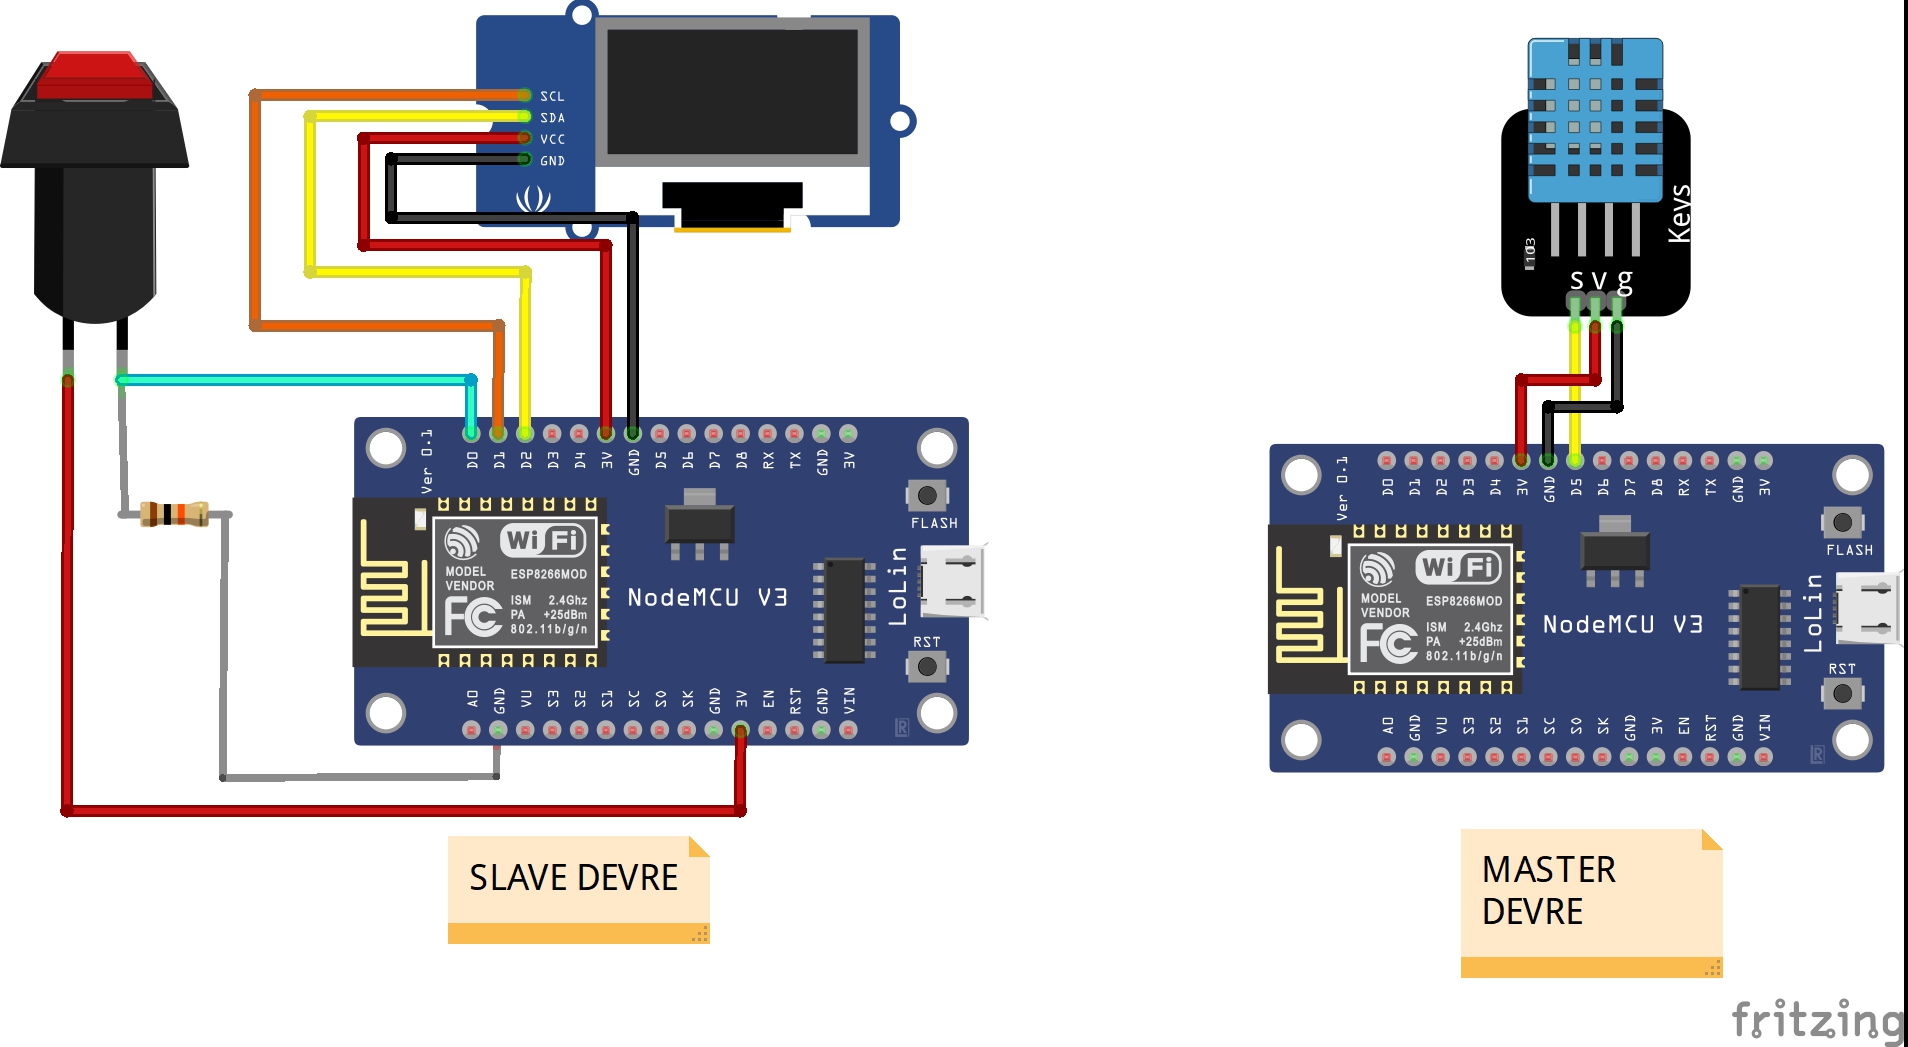 SCL
SDA
VCC
GND
Ver 0.1
D0 D1 D2 D3 D4 3V GND D5 D6 D7 D8 RX TX GND 3V
FLASH
WiFi
MODEL
VENDOR
ESP8266MOD
FC
ISM 2.4Ghz
PA +25dBm
802.11b/g/n
NodeMCU V3
LoLin
RST
A0 GND VU S3 S2 S1 SC S0 SK GND 3V EN RST GND VIN
SLAVE DEVRE
Keys
103
s v g
Ver 0.1
D0 D1 D2 D3 D4 3V GND D5 D6 D7 D8 RX TX GND 3V
FLASH
WiFi
MODEL
VENDOR
ESP8266MOD
FC
ISM 2.4Ghz
PA +25dBm
802.11b/g/n
NodeMCU V3
LoLin
RST
A0 GND VU S3 S2 S1 SC S0 SK GND 3V EN RST GND VIN
MASTER
DEVRE
fritzing